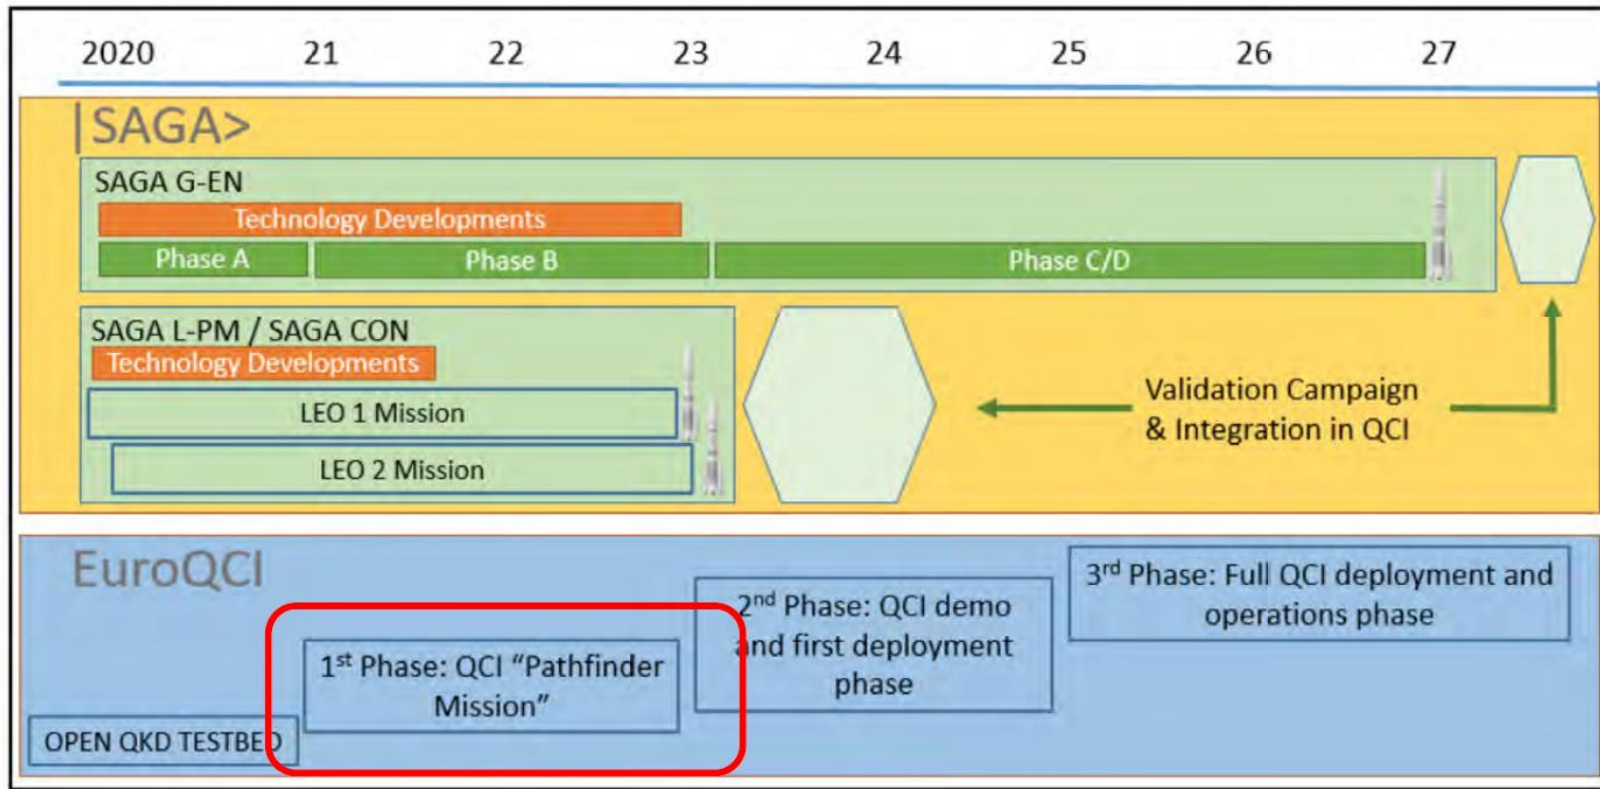 2020 21 22 23 24 25 26 27
|SAGA>
SAGA G-EN
Technology Developments
Phase A Phase B Phase C/D
SAGA L-PM / SAGA CON
Technology Developments
LEO 1 Mission
LEO 2 Mission
Validation Campaign
& Integration in QCI
EuroQCI
OPEN QKD TESTBED
1st Phase: QCI “Pathfinder
Mission”
2nd Phase: QCI demo
and first deployment
phase
3rd Phase: Full QCI deployment and
operations phase